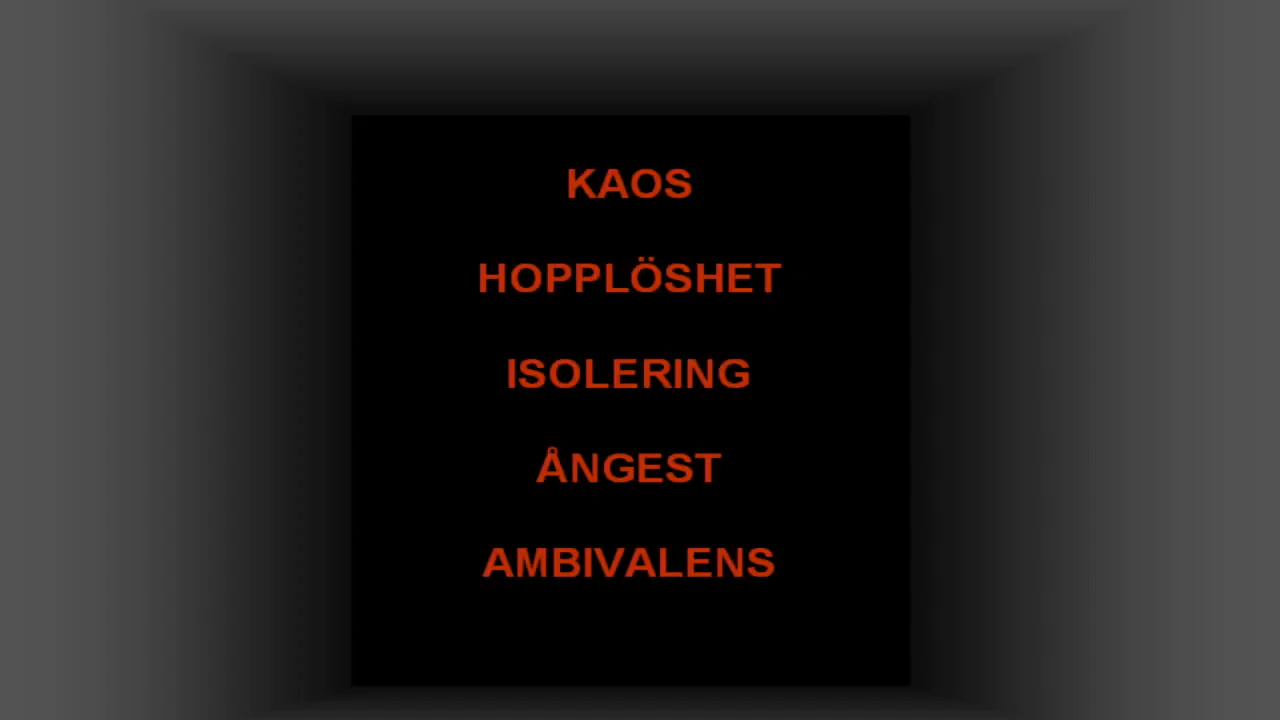 KAOS
HOPPLÖSHET
ISOLERING
ÅNGEST
AMBIVALENS